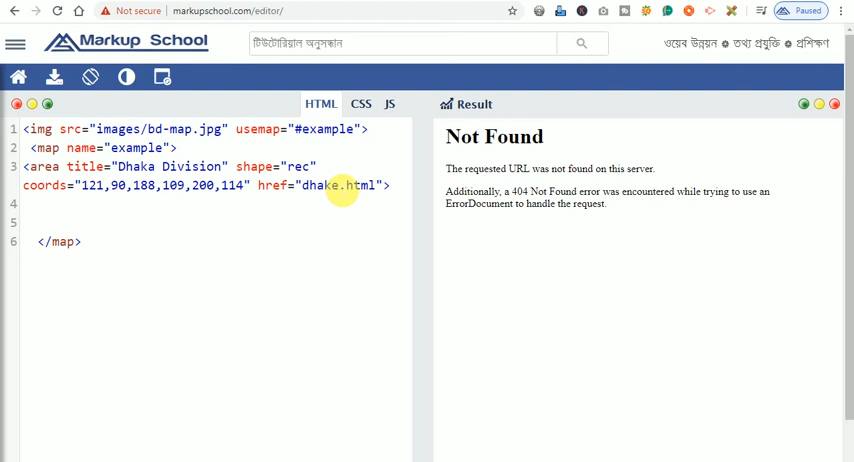 Not secure | markupschool.com/editor/
Paused
Markup School
টিউটোরিয়াল অনুসন্ধান
ওয়েব উন্নয়ন তথ্য প্রযুক্তি প্রশিক্ষণ
HTML CSS JS
1 <img src="images/bd-map.jpg" usemap="#example">
2 <map name="example">
3 <area title="Dhaka Division" shape="rec"
coords="121,90,188,109,200,114" href="dhake.html">
4
5
6 </map>
Result
Not Found
The requested URL was not found on this server.
Additionally, a 404 Not Found error was encountered while trying to use an
ErrorDocument to handle the request.